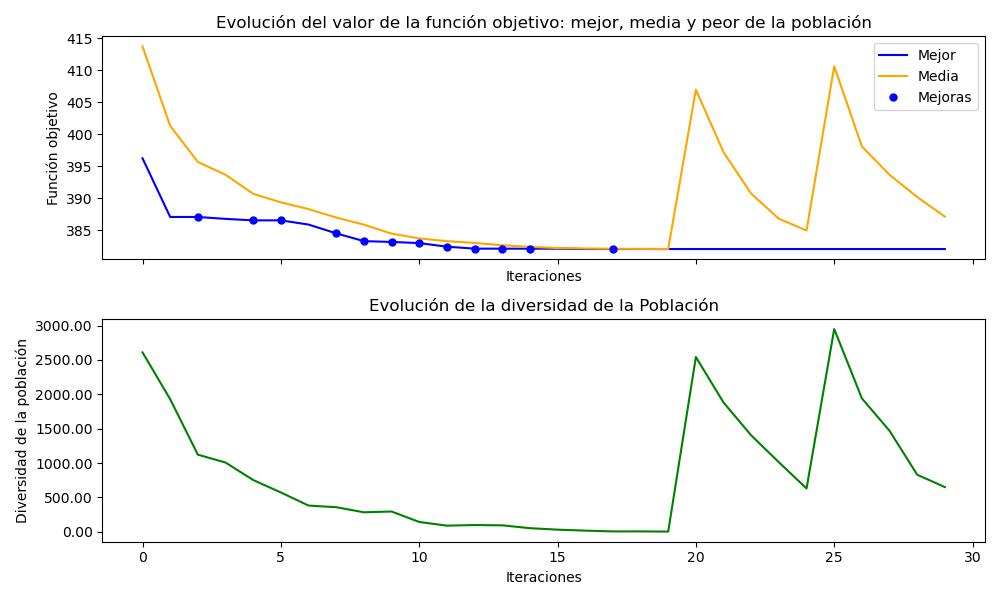 Evolución del valor de la función objetivo: mejor, media y peor de la población
415
410
405
400
395
390
385
Función objetivo
Mejor
Media
Mejoras
Iteraciones
Evolución de la diversidad de la Población
3000.00
2500.00
2000.00
1500.00
1000.00
500.00
0.00
Diversidad de la población
0 5 10 15 20 25 30
Iteraciones